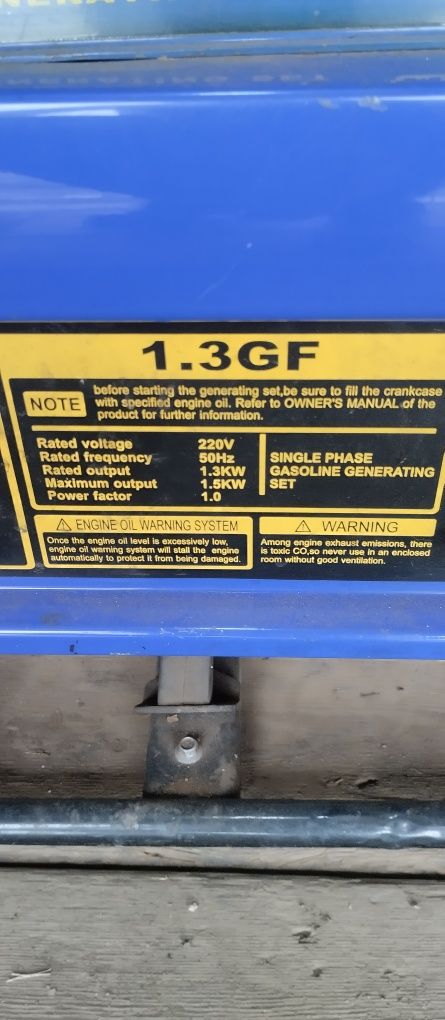 1.3GF
NOTE
before starting the generating set,be sure to fill the crankcase
with specified engine oil. Refer to OWNER'S MANUAL of the
product for further information.
Rated voltage 220V
Rated frequency 50Hz
Rated output 1.3KW
Maximum output 1.5KW
Power factor 1.0
SINGLE PHASE
GASOLINE GENERATING
SET
⚠ ENGINE OIL WARNING SYSTEM
Once the engine oil level is excessively low,
engine oil warning system will stall the engine
automatically to protect it from being damaged.
⚠ WARNING
Among engine exhaust emissions, there
is toxic CO,so never use in an enclosed
room without good ventilation.